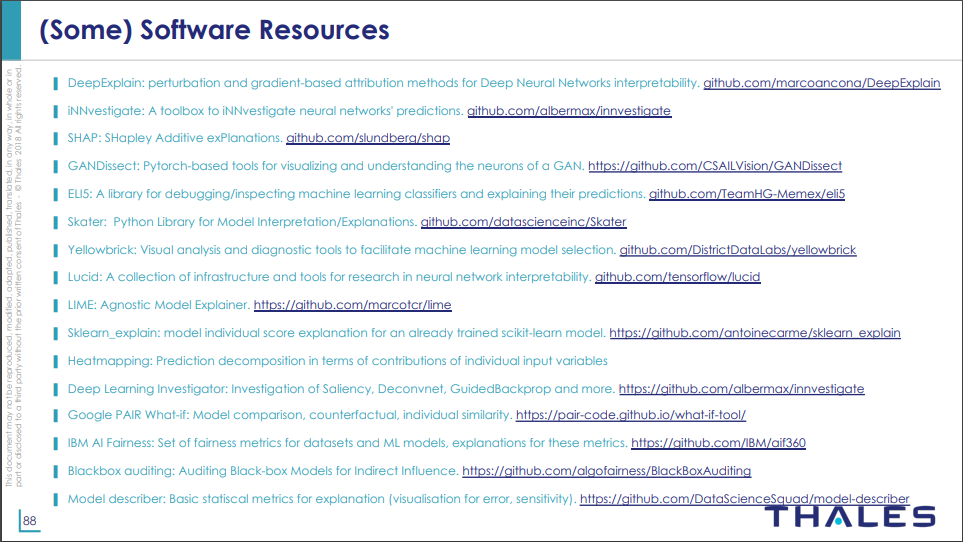 (Some) Software Resources
DeepExplain: perturbation and gradient-based attribution methods for Deep Neural Networks interpretability. github.com/marcoancona/DeepExplain
iNNvestigate: A toolbox to iNNvestigate neural networks' predictions. github.com/albermax/innvestigate
SHAP: SHapley Additive exPlanations. github.com/slundberg/shap
GANDissect: Pytorch-based tools for visualizing and understanding the neurons of a GAN. https://github.com/CSAILVision/GANDissect
ELI5: A library for debugging/inspecting machine learning classifiers and explaining their predictions. github.com/TeamHG-Memex/eli5
Skater: Python Library for Model Interpretation/Explanations. github.com/datascienceinc/Skater
Yellowbrick: Visual analysis and diagnostic tools to facilitate machine learning model selection. github.com/DistrictDataLabs/yellowbrick
Lucid: A collection of infrastructure and tools for research in neural network interpretability. github.com/tensorflow/lucid
LIME: Agnostic Model Explainer. https://github.com/marcotcr/lime
Sklearn_explain: model individual score explanation for an already trained scikit-learn model. https://github.com/antoinecarme/sklearn_explain
Heatmapping: Prediction decomposition in terms of contributions of individual input variables
Deep Learning Investigator: Investigation of Saliency, Deconvnet, GuidedBackprop and more. https://github.com/albermax/innvestigate
Google PAIR What-if: Model comparison, counterfactual, individual similarity. https://pair-code.github.io/what-if-tool/
IBM AI Fairness: Set of fairness metrics for datasets and ML models, explanations for these metrics. https://github.com/IBM/aif360
Blackbox auditing: Auditing Black-box Models for Indirect Influence. https://github.com/algofairness/BlackBoxAuditing
Model describer: Basic statiscal metrics for explanation (visualisation for error, sensitivity). https://github.com/DataScienceSquad/model-describer
This document may not be reproduced, modified, adapted, published, translated, in any way, in whole or in
part or disclosed to a third party without the prior written consent of Thales - © Thales 2018 All rights reserved.
88
THALES